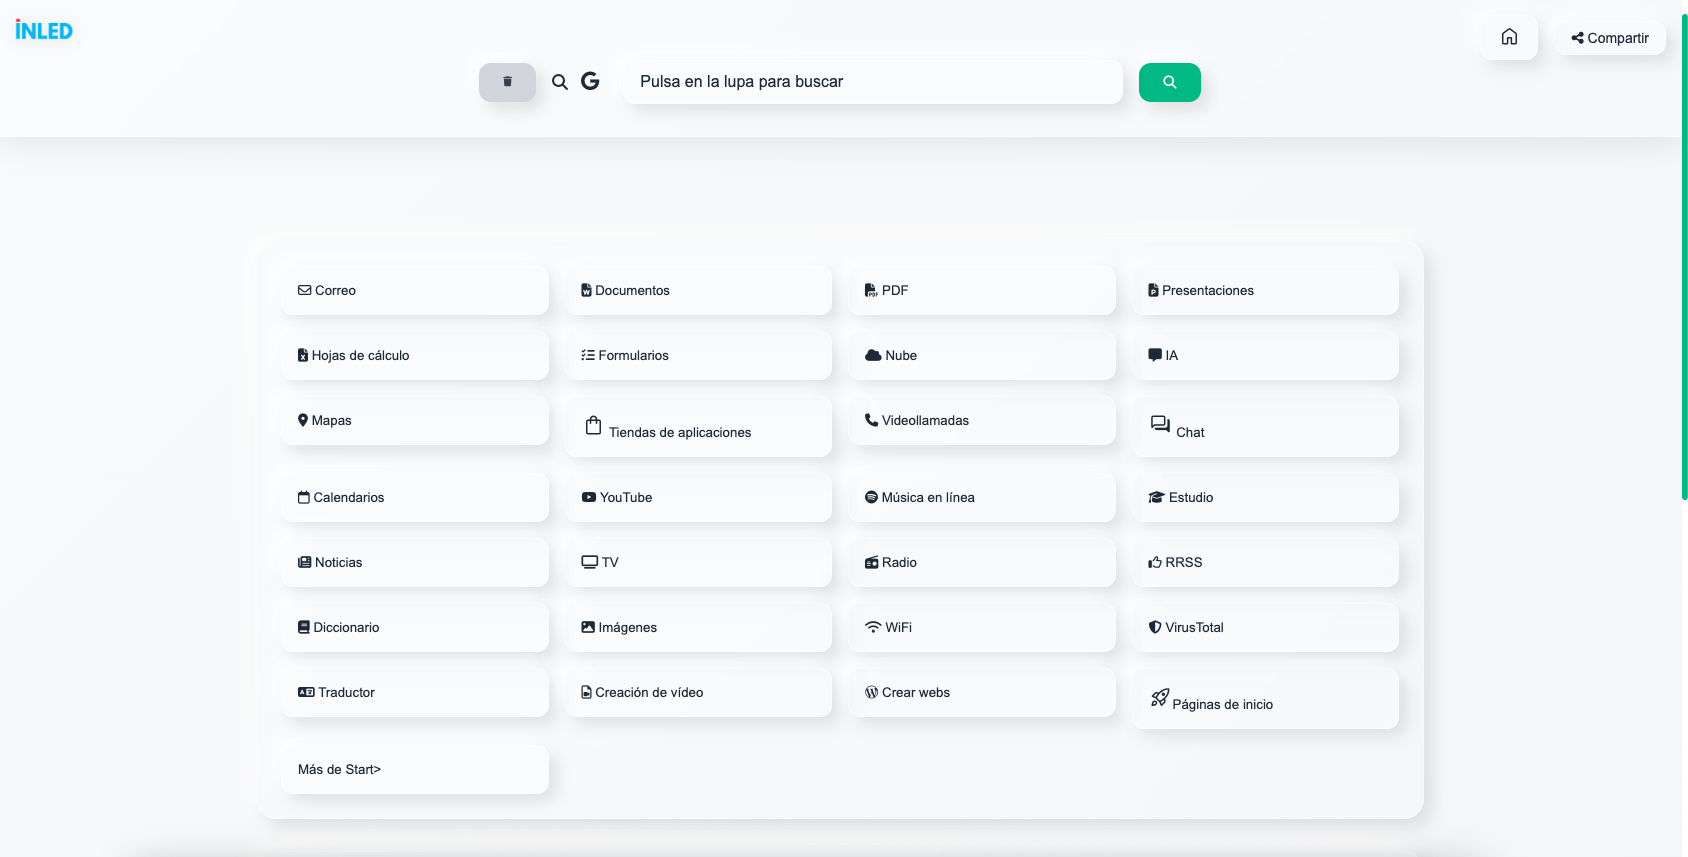 INLED
Compartir
Pulsa en la lupa para buscar
Correo
Documentos
PDF
Presentaciones
Hojas de cálculo
Formularios
Nube
IA
Mapas
Tiendas de aplicaciones
Videollamadas
Chat
Calendarios
YouTube
Música en línea
Estudio
Noticias
TV
Radio
RRSS
Diccionario
Imágenes
WiFi
VirusTotal
Traductor
Creación de vídeo
Crear webs
Páginas de inicio
Más de Start>